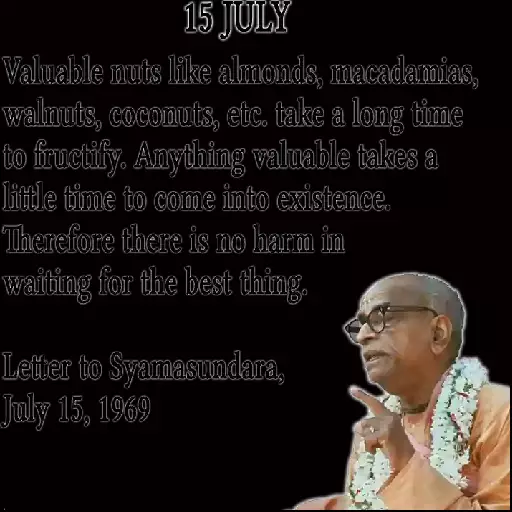 15 JULY
Valuable nuts like almonds, macadamias,
walnuts, coconuts, etc. take a long time
to fructify. Anything valuable takes a
little time to come into existence.
Therefore there is no harm in
waiting for the best thing.
Letter to Syamasundara,
July 15, 1969